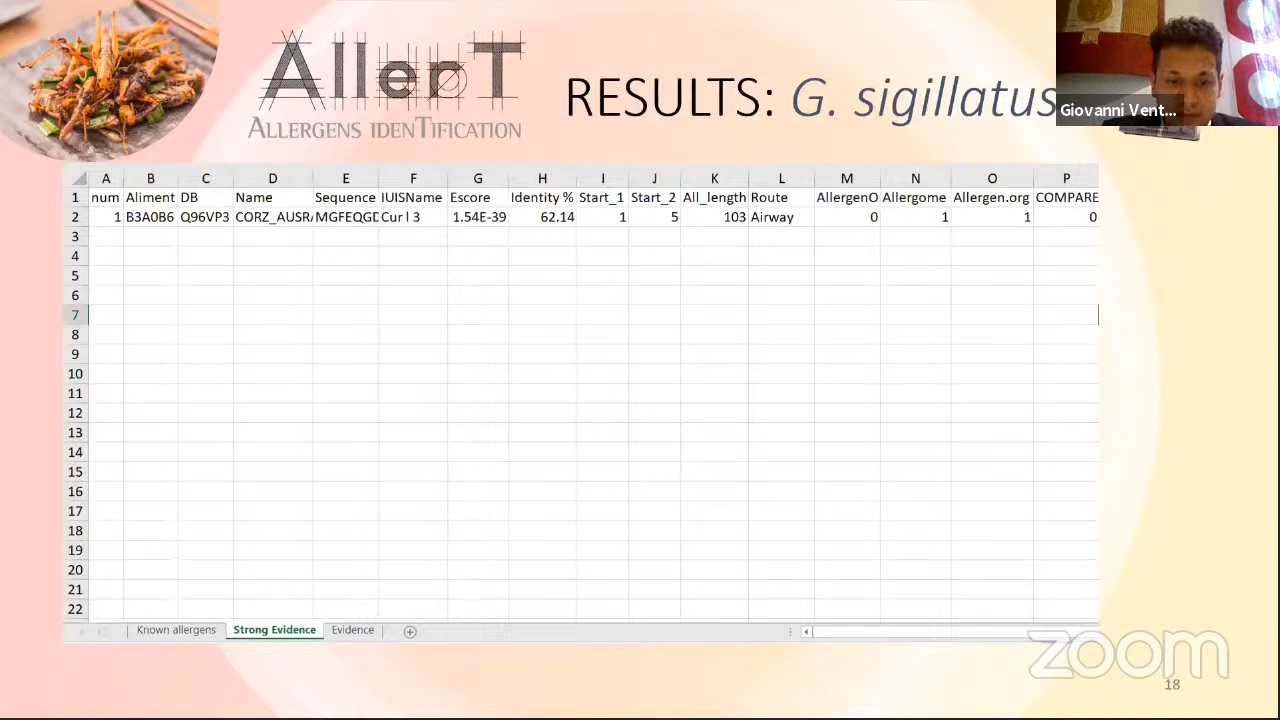 AllerT
ALLERGENS IDENTIFICATION
RESULTS: G. sigillatus
Giovanni Vent...
A B C D E F G H I J K L M N O P
1 num Aliment DB Name Sequence IUISName Escore Identity % Start_1 Start_2 All_length Route AllergenO Allergome Allergen.org COMPARE
2 1 B3A0B6 Q96VP3 CORZ_AUSRA MGFEQGD Cur l 3 1.54E-39 62.14 1 5 103 Airway 0 1 1 0
3
4
5
6
7
8
9
10
11
12
13
14
15
16
17
18
19
20
21
22
Known allergens Strong Evidence Evidence
zoom
18